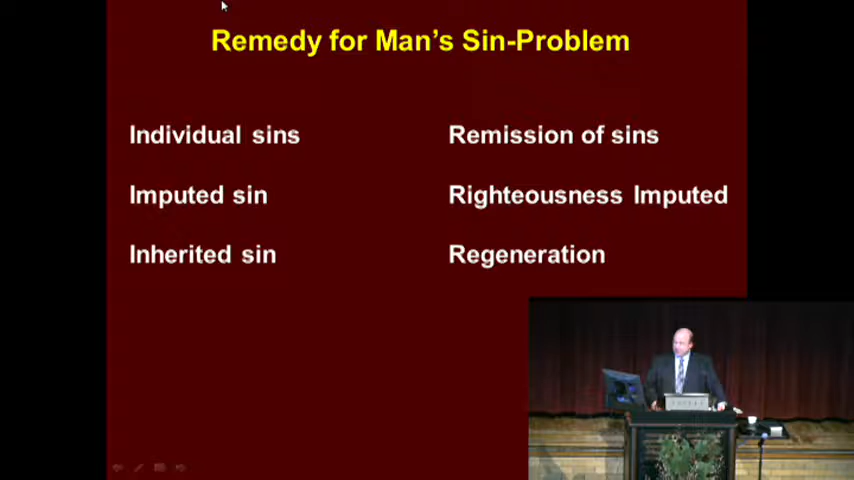 Remedy for Man's Sin-Problem
Individual sins Remission of sins
Imputed sin Righteousness Imputed
Inherited sin Regeneration